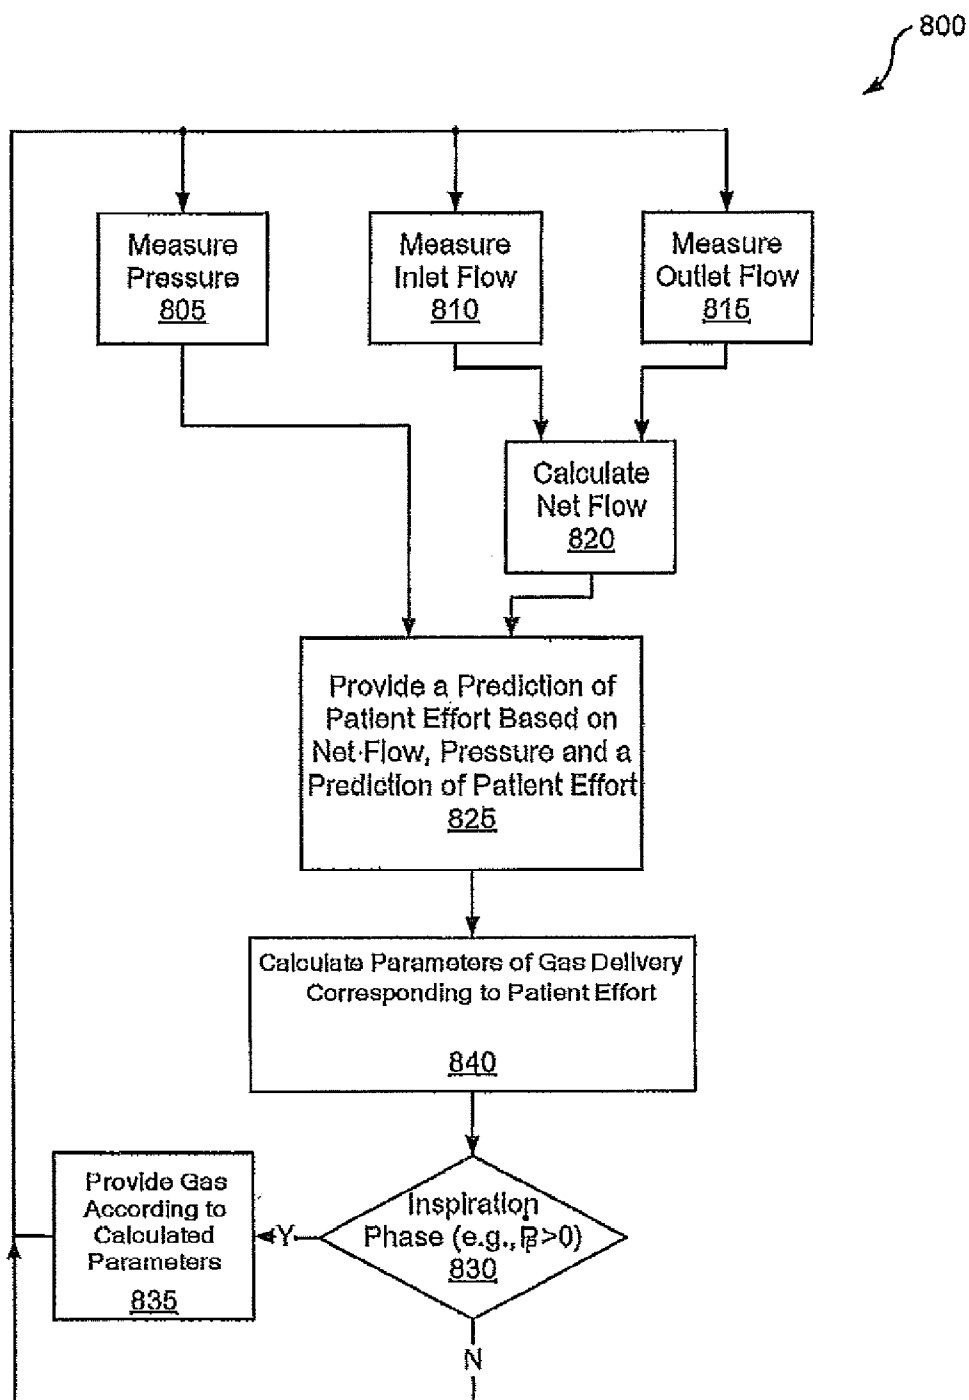 800
Measure
Pressure
805
Measure
Inlet Flow
810
Measure
Outlet Flow
815
Calculate
Net Flow
820
Provide a Prediction of
Patient Effort Based on
Net Flow, Pressure and a
Prediction of Patient Effort
825
Calculate Parameters of Gas Delivery
Corresponding to Patient Effort
840
Provide Gas
According to
Calculated
Parameters
835
Y
Inspiration
Phase (e.g., >0)
830
N